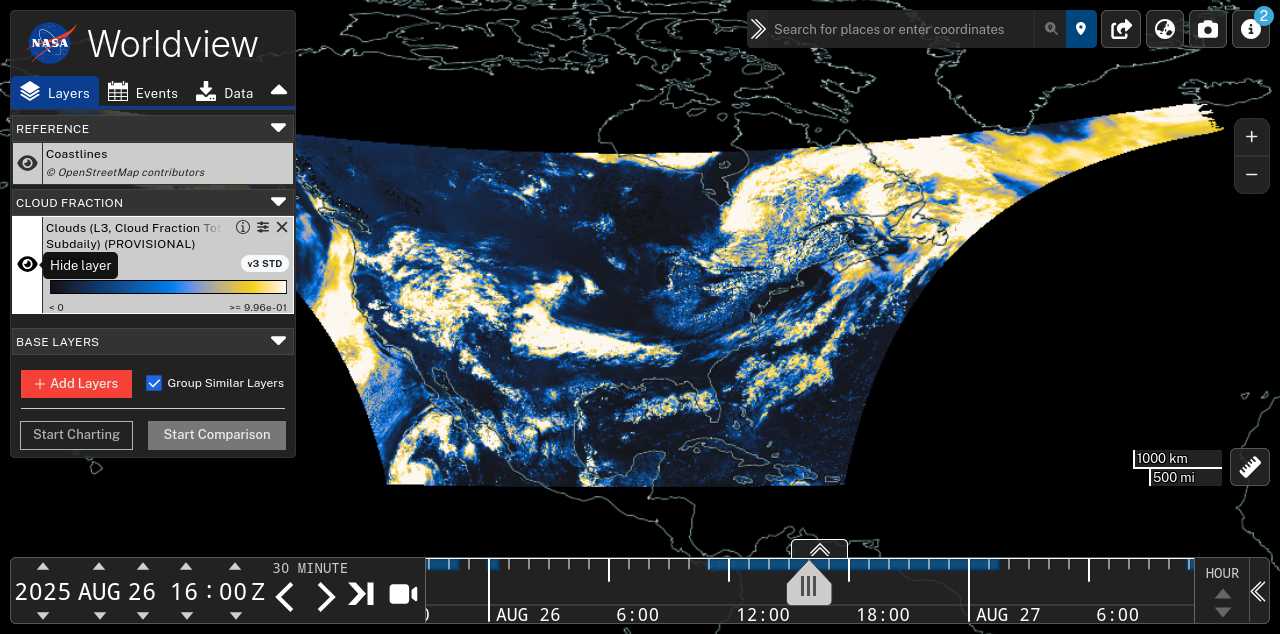 NASA Worldview
Layers Events Data
REFERENCE
Coastlines
© OpenStreetMap contributors
CLOUD FRACTION
Clouds (L3, Cloud Fraction Tot
Subdaily) (PROVISIONAL)
Hide layer
v3 STD
< 0 >= 9.96e-01
BASE LAYERS
+ Add Layers Group Similar Layers
Start Charting Start Comparison
Search for places or enter coordinates
2
+
−
1000 km
500 mi
2025 AUG 26 16 : 00 Z
30 MINUTE
AUG 26 6:00 12:00 18:00 AUG 27 6:00
HOUR